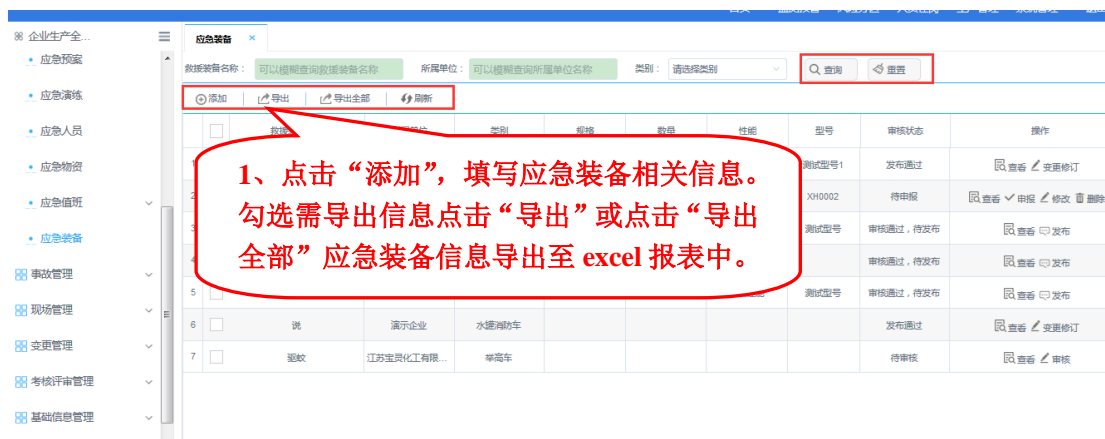 企业生产全...
应急预案
应急演练
应急人员
应急物资
应急值班
应急装备
事故管理
现场管理
变更管理
考核评审管理
基础信息管理
应急装备 ×
救援装备名称： 可以模糊查询救援装备名称 所属单位： 可以模糊查询所属单位名称 类别： 请选择类别 查询 重置
添加 导出 导出全部 刷新
类别 规格 数量 性能 型号 审核状态 操作
测试型号1 发布通过 查看 变更修订
XH0002 待申报 查看 申报 修改 删除
测试型号 审核通过，待发布 查看 发布
审核通过，待发布 查看 发布
5 测试型号 审核通过，待发布 查看 发布
6 说 演示企业 水罐消防车 发布通过 查看 变更修订
7 驱蚊 江苏宝灵化工有限... 举高车 待审核 查看 审核
1、点击“添加”，填写应急装备相关信息。
勾选需导出信息点击“导出”或点击“导出
全部”应急装备信息导出至 excel 报表中。